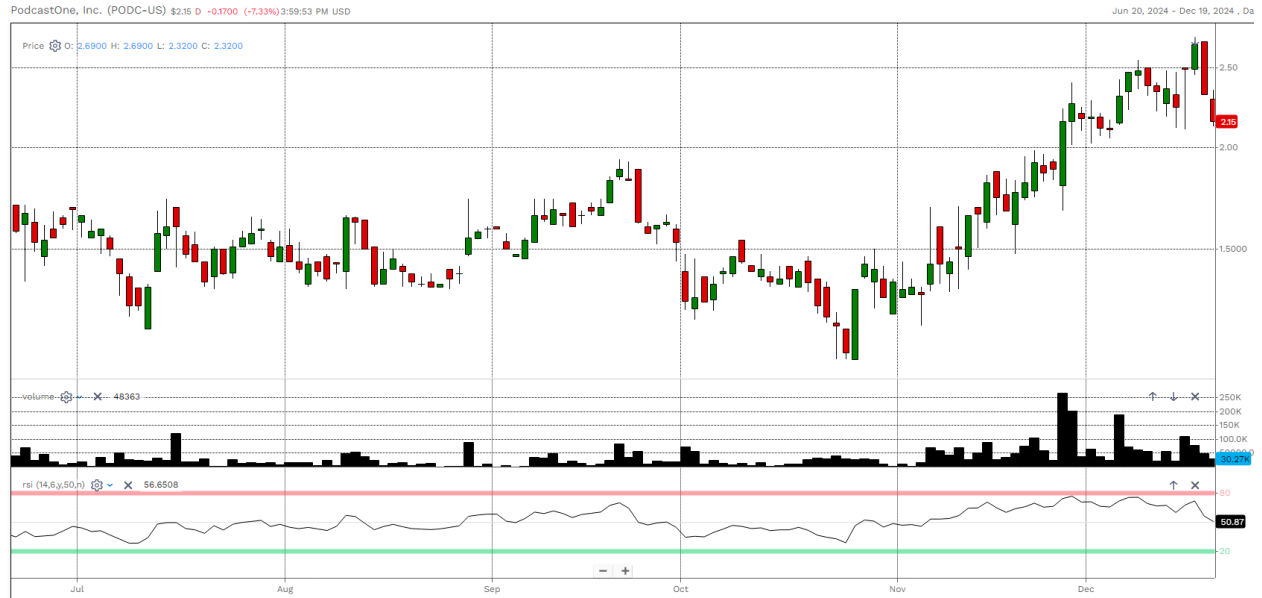 PodcastOne, Inc. (PODC-US) $2.15 D -0.1700 (-7.33%) 3:59:53 PM USD
Jun 20, 2024 - Dec 19, 2024 , Da
Price O: 2.6900 H: 2.6900 L: 2.3200 C: 2.3200
2.50
2.15
2.00
1.5000
volume 48363
250K
200K
150K
100.0K
30.27K
rsi (14,6,y,50,n) 56.6508
80
50.87
20
Jul Aug Sep Oct Nov Dec